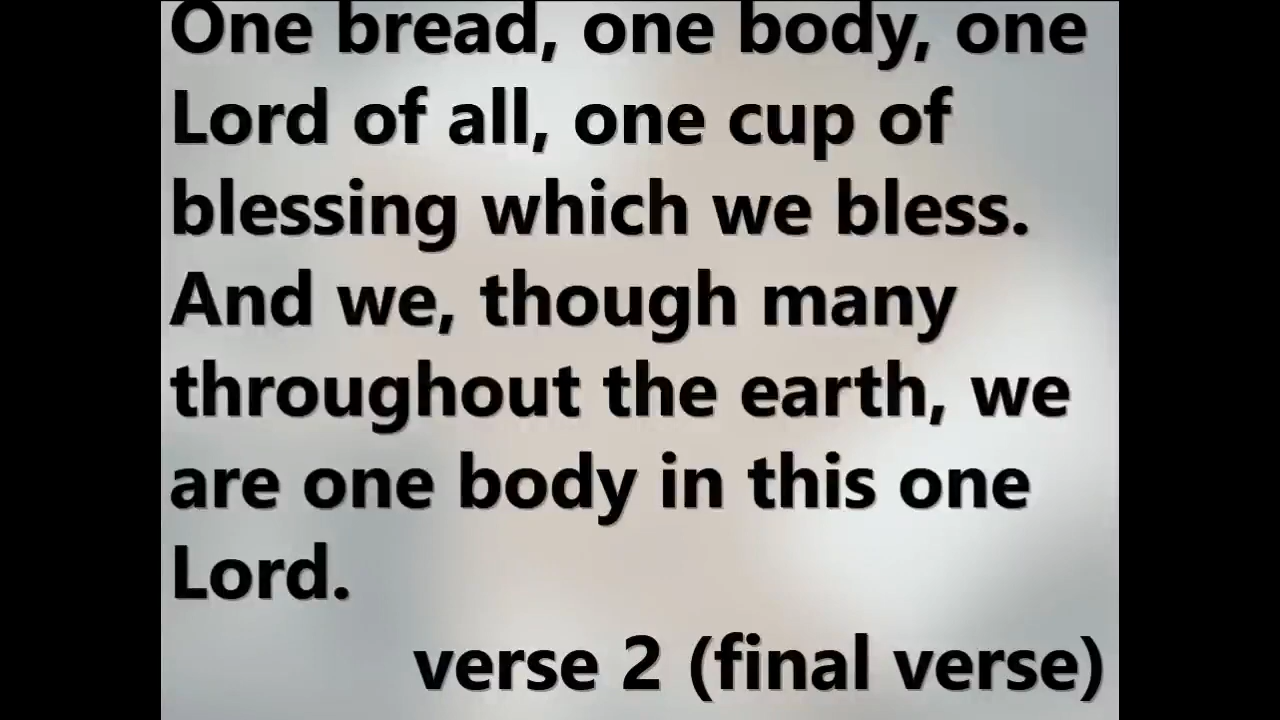 One bread, one body, one
Lord of all, one cup of
blessing which we bless.
And we, though many
throughout the earth, we
are one body in this one
Lord.
verse 2 (final verse)